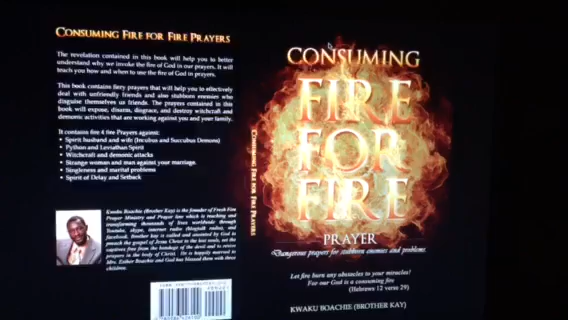 CONSUMING FIRE FOR FIRE PRAYERS
The revelation contained in this book will help you to better
understand why we invoke the fire of God in our prayers. It will
teach you how and when to use the fire of God in prayers.
This book contains fiery prayers that will help you to effectively
deal with unfriendly friends and also stubborn enemies who
disguise themselves us friends. The prayers contained in this
book will expose, disarm, disgrace, and destroy witchcraft and
demonic activities that are working against you and your family.
It contains fire 4 fire Prayers against:
• Spirit husband and wife (Incubus and Succubus Demons)
• Python and Leviathan Spirit
• Witchcraft and demonic attacks
• Strange woman and man against your marriage.
• Singleness and marital problems
• Spirit of Delay and Setback
Kwaku Boachie (Brother Kay) is the founder of Fresh Fire
Prayer Ministry and Prayer line which is reaching and
transforming thousands of lives worldwide through
Youtube, skype, internet radio (blogtalk radio), and
facebook. Brother Kay is called and anointed by God to
preach the gospel of Jesus Christ to the lost souls, set the
captives free from the bondage of the devil and to revive
prayers in the body of Christ. He is happily married to
Mrs. Esther Boachie and God has blessed them with three
children.
CONSUMING FIRE FOR FIRE PRAYERS
CONSUMING
FIRE
FOR
FIRE
PRAYER
Dangerous prayers for stubborn enemies and problems
Let fire burn any obstacles to your miracles!
For our God is a consuming fire
(Hebrews 12 verse 29)
KWAKU BOACHIE (BROTHER KAY)